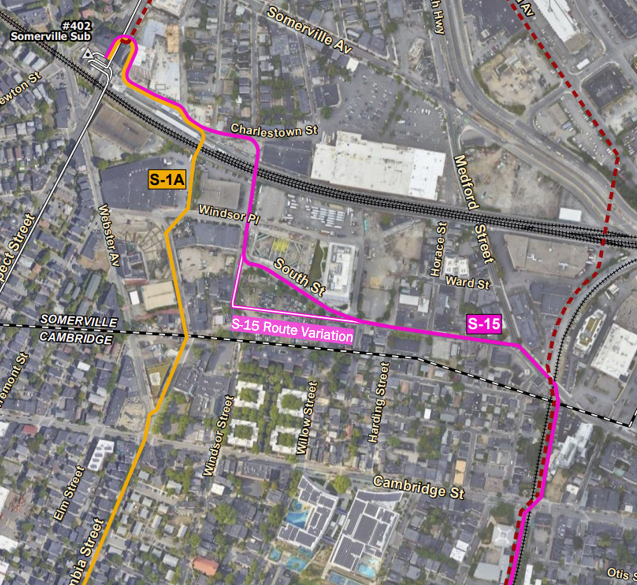 #402
Somerville Sub
Somerville Av
Charlestown St
S-1A
Windsor Pl
Webster Av
Medford Street
South St
Horace St
Ward St
S-15
S-15 Route Variation
SOMERVILLE
CAMBRIDGE
Windsor Street
Willow Street
Harding Street
Cambridge St
Elm Street
Otis